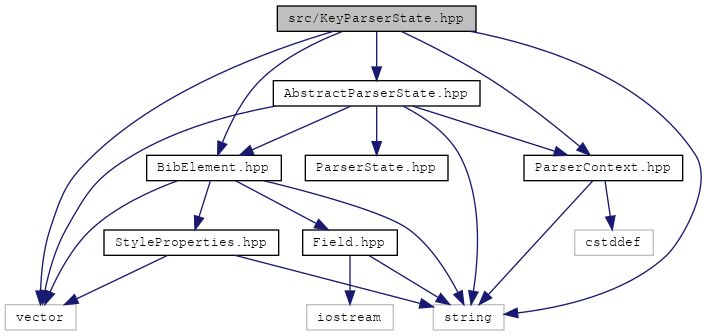 src/KeyParserState.hpp
AbstractParserState.hpp
BibElement.hpp
ParserState.hpp
ParserContext.hpp
StyleProperties.hpp
Field.hpp
cstddef
vector
iostream
string